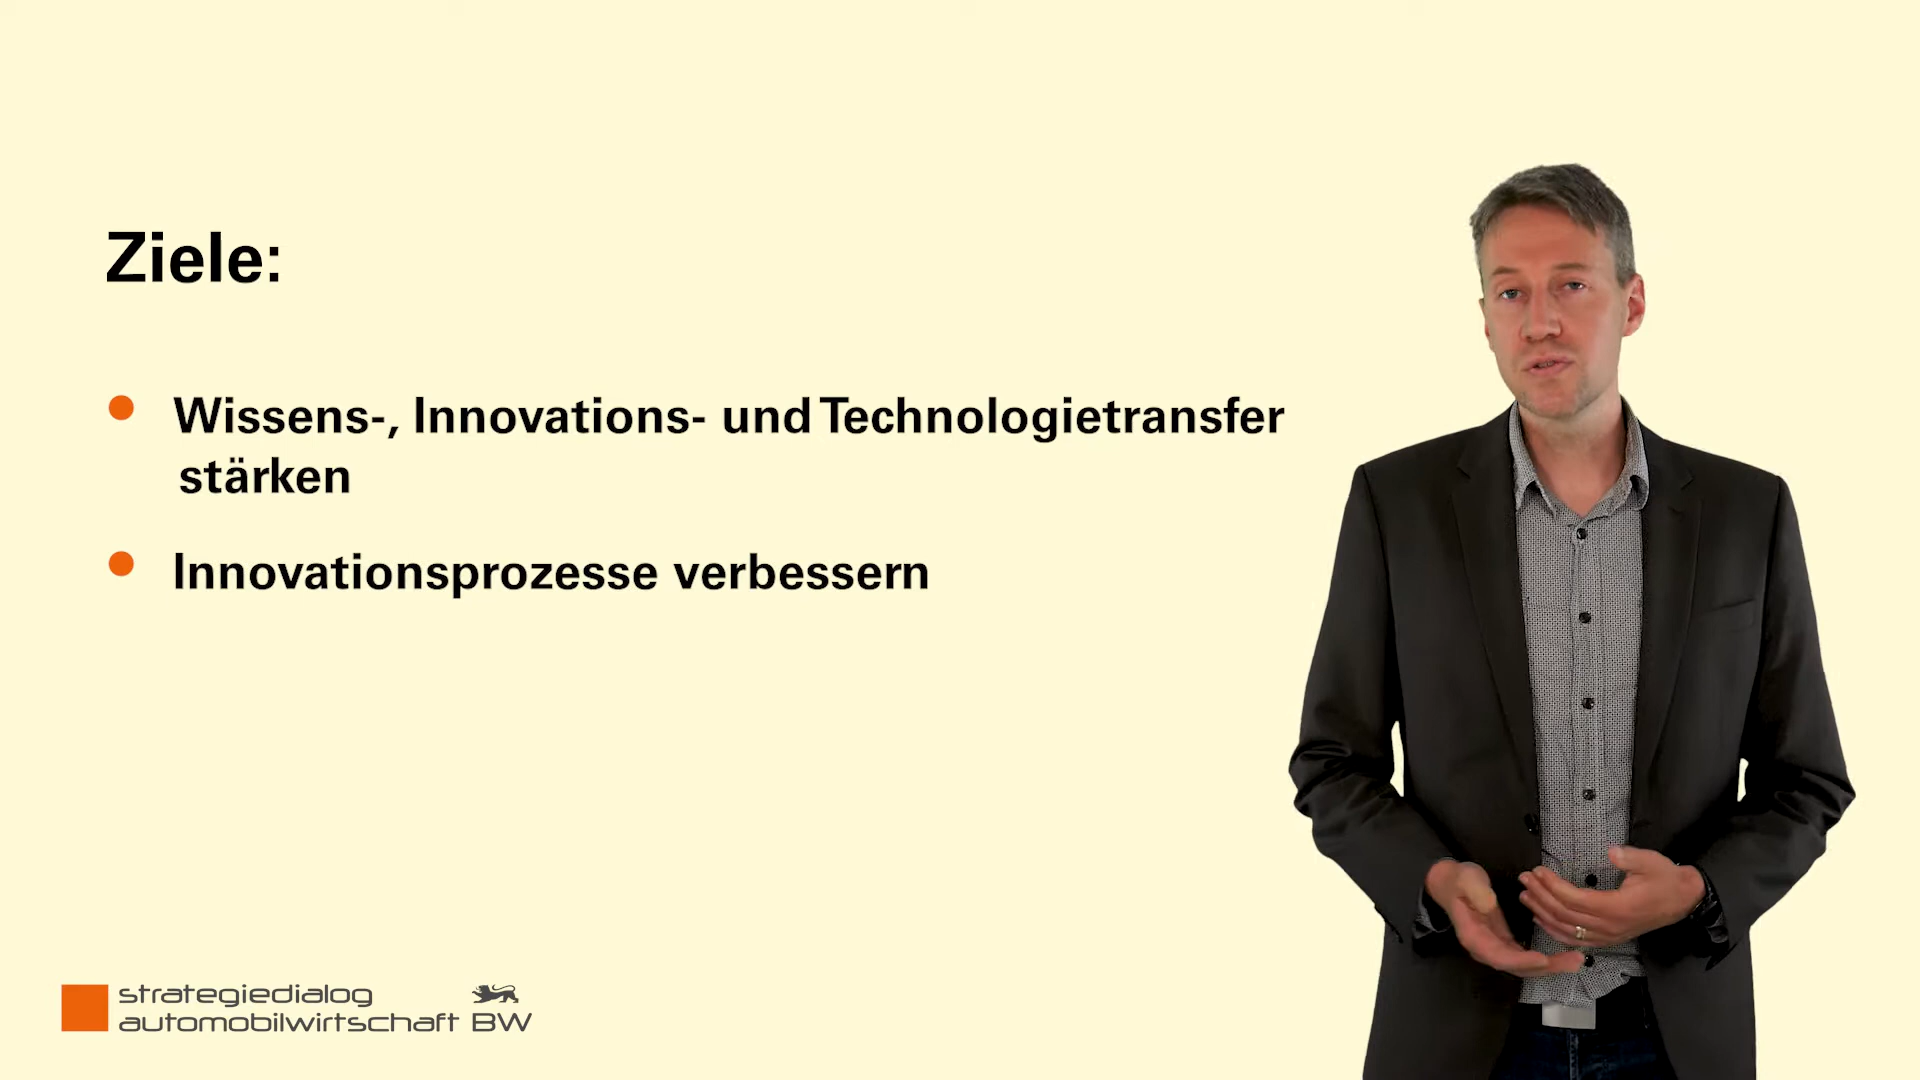 Ziele:
Wissens-, Innovations- und Technologietransfer
stärken
Innovationsprozesse verbessern
strategiedialog
automobilwirtschaft BW